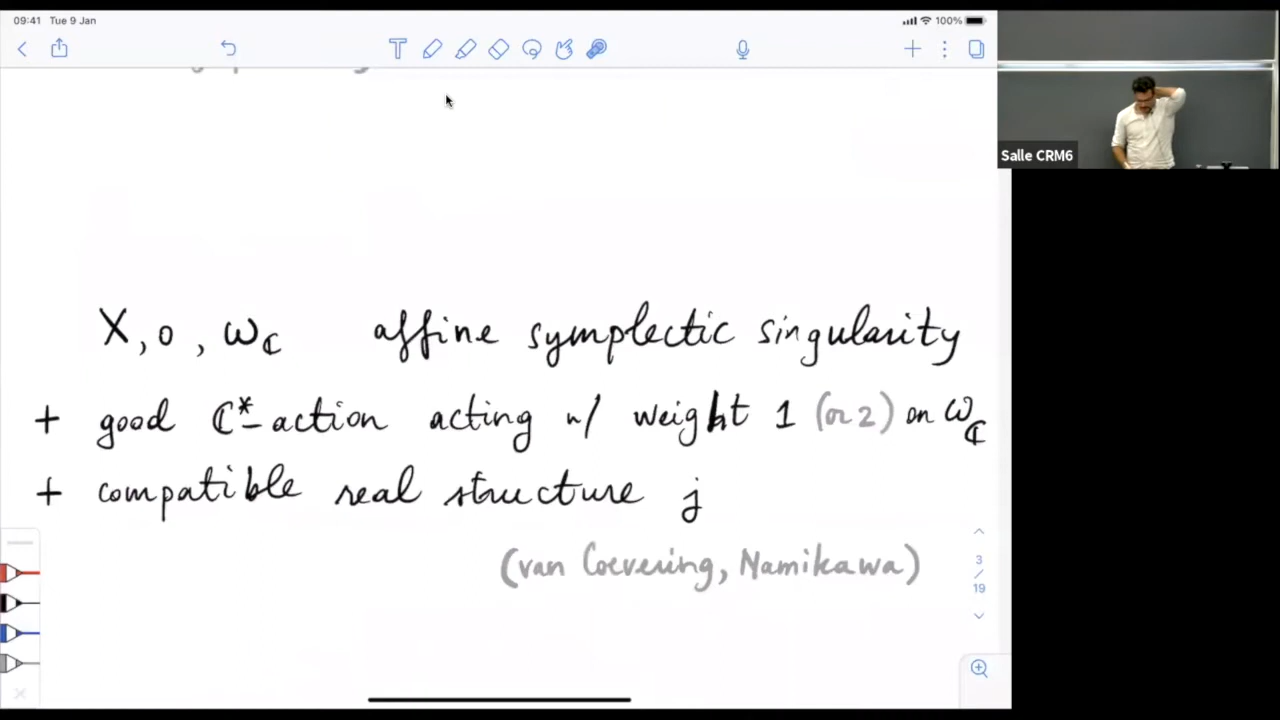 09:41 Tue 9 Jan
100%
Salle CRM6
X, o, ω_ℂ affine symplectic singularity
+ good ℂ*-action acting w/ weight 1 (or 2) on ω_ℂ
+ compatible real structure j
(van Coevering, Namikawa)
3
/
19